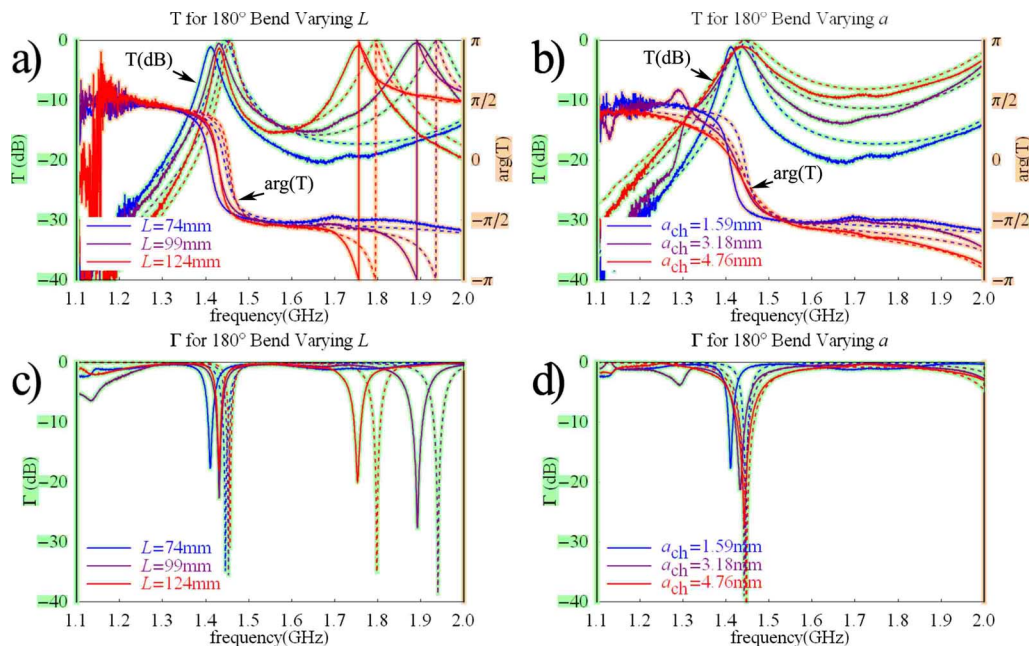 T for 180° Bend Varying L
a)
T(dB)
arg(T)
L=74mm
L=99mm
L=124mm
0
−10
−20
−30
−40
T (dB)
π
π/2
0
−π/2
−π
arg(T)
1.1 1.2 1.3 1.4 1.5 1.6 1.7 1.8 1.9 2.0
frequency(GHz)
T for 180° Bend Varying a
b)
T(dB)
arg(T)
a_ch=1.59mm
a_ch=3.18mm
a_ch=4.76mm
0
−10
−20
−30
−40
T (dB)
π
π/2
0
−π/2
−π
arg(T)
1.1 1.2 1.3 1.4 1.5 1.6 1.7 1.8 1.9 2.0
frequency(GHz)
Γ for 180° Bend Varying L
c)
L=74mm
L=99mm
L=124mm
0
−10
−20
−30
−40
Γ (dB)
1.1 1.2 1.3 1.4 1.5 1.6 1.7 1.8 1.9 2.0
frequency(GHz)
Γ for 180° Bend Varying a
d)
a_ch=1.59mm
a_ch=3.18mm
a_ch=4.76mm
0
−10
−20
−30
−40
Γ (dB)
1.1 1.2 1.3 1.4 1.5 1.6 1.7 1.8 1.9 2.0
frequency(GHz)